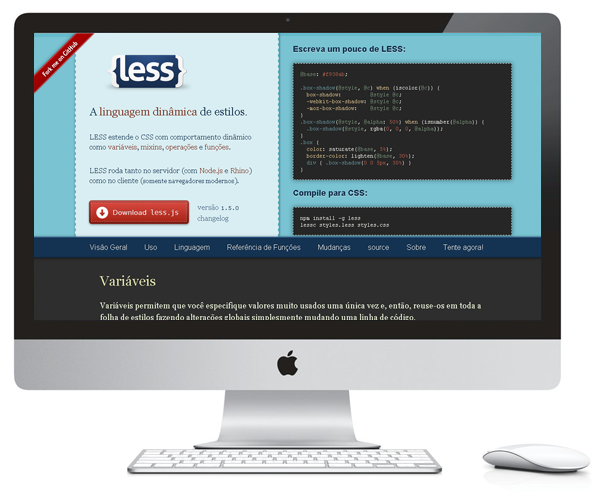 Fork me on GitHub
{less}
A linguagem dinâmica de estilos.
LESS estende o CSS com comportamento dinâmico
como variáveis, mixins, operações e funções.
LESS roda tanto no servidor (com Node.js e Rhino)
como no cliente (somente navegadores modernos).
Download less.js
versão 1.5.0
changelog
Escreva um pouco de LESS:
@base: #f938ab;
.box-shadow(@style, @c) when (iscolor(@c)) {
box-shadow: @style @c;
-webkit-box-shadow: @style @c;
-moz-box-shadow: @style @c;
}
.box-shadow(@style, @alpha: 50%) when (isnumber(@alpha)) {
.box-shadow(@style, rgba(0, 0, 0, @alpha));
}
.box {
color: saturate(@base, 5%);
border-color: lighten(@base, 30%);
div { .box-shadow(0 0 5px, 30%) }
}
Compile para CSS:
npm install -g less
lessc styles.less styles.css
Visão Geral Uso Linguagem Referência de Funções Mudanças source Sobre Tente agora!
Variáveis
Variáveis permitem que você especifique valores muito usados uma única vez e, então, reuse-os em toda a
folha de estilos fazendo alterações globais simplesmente mudando uma linha de código.